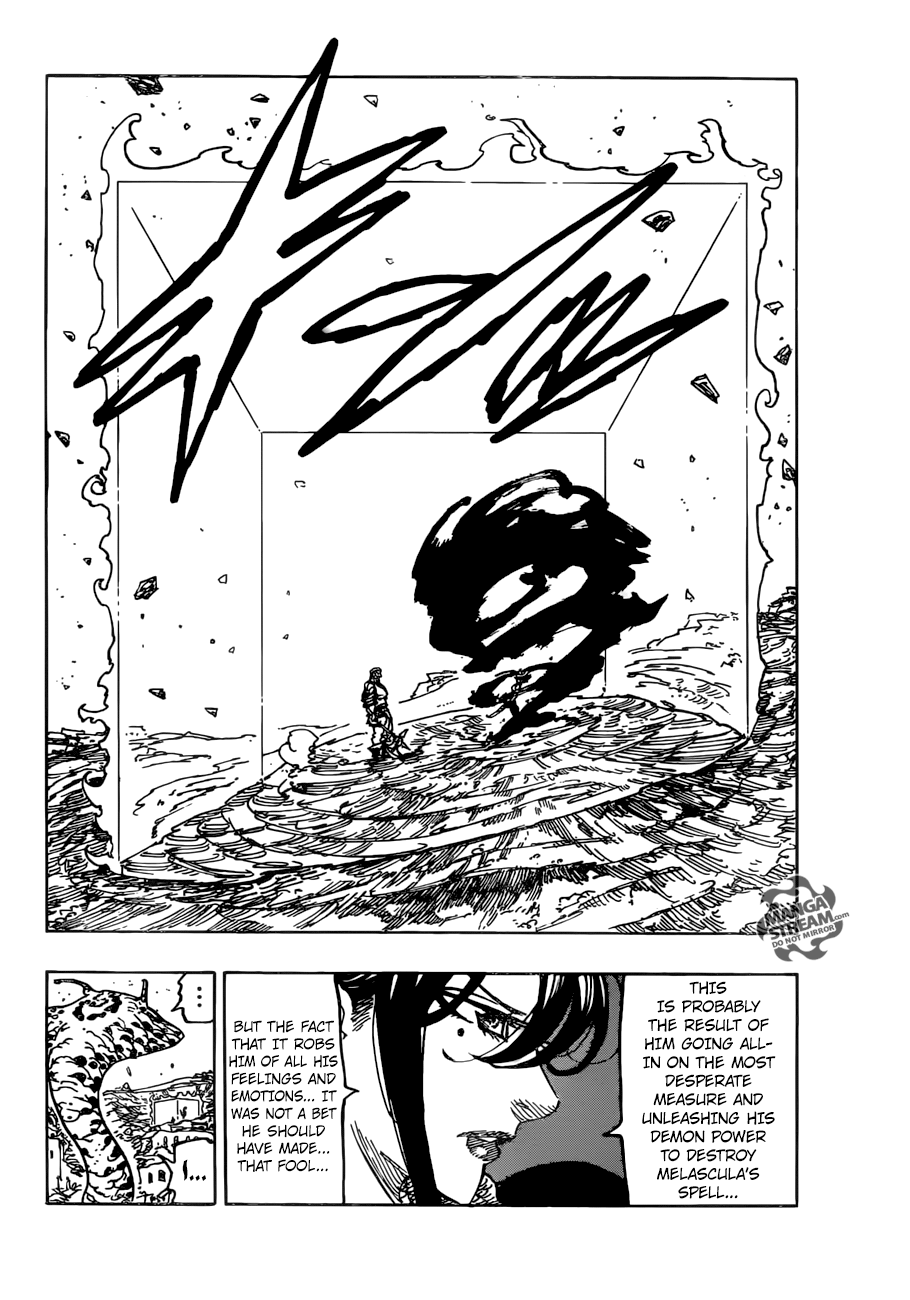 MANGA
STREAM.com
DO NOT MIRROR
THIS
IS PROBABLY
THE RESULT OF
HIM GOING ALL-
IN ON THE MOST
DESPERATE
MEASURE AND
UNLEASHING HIS
DEMON POWER
TO DESTROY
MELASCULA'S
SPELL...
BUT THE FACT
THAT IT ROBS
HIM OF ALL HIS
FEELINGS AND
EMOTIONS... IT
WAS NOT A BET
HE SHOULD
HAVE MADE...
THAT FOOL...
...
...!